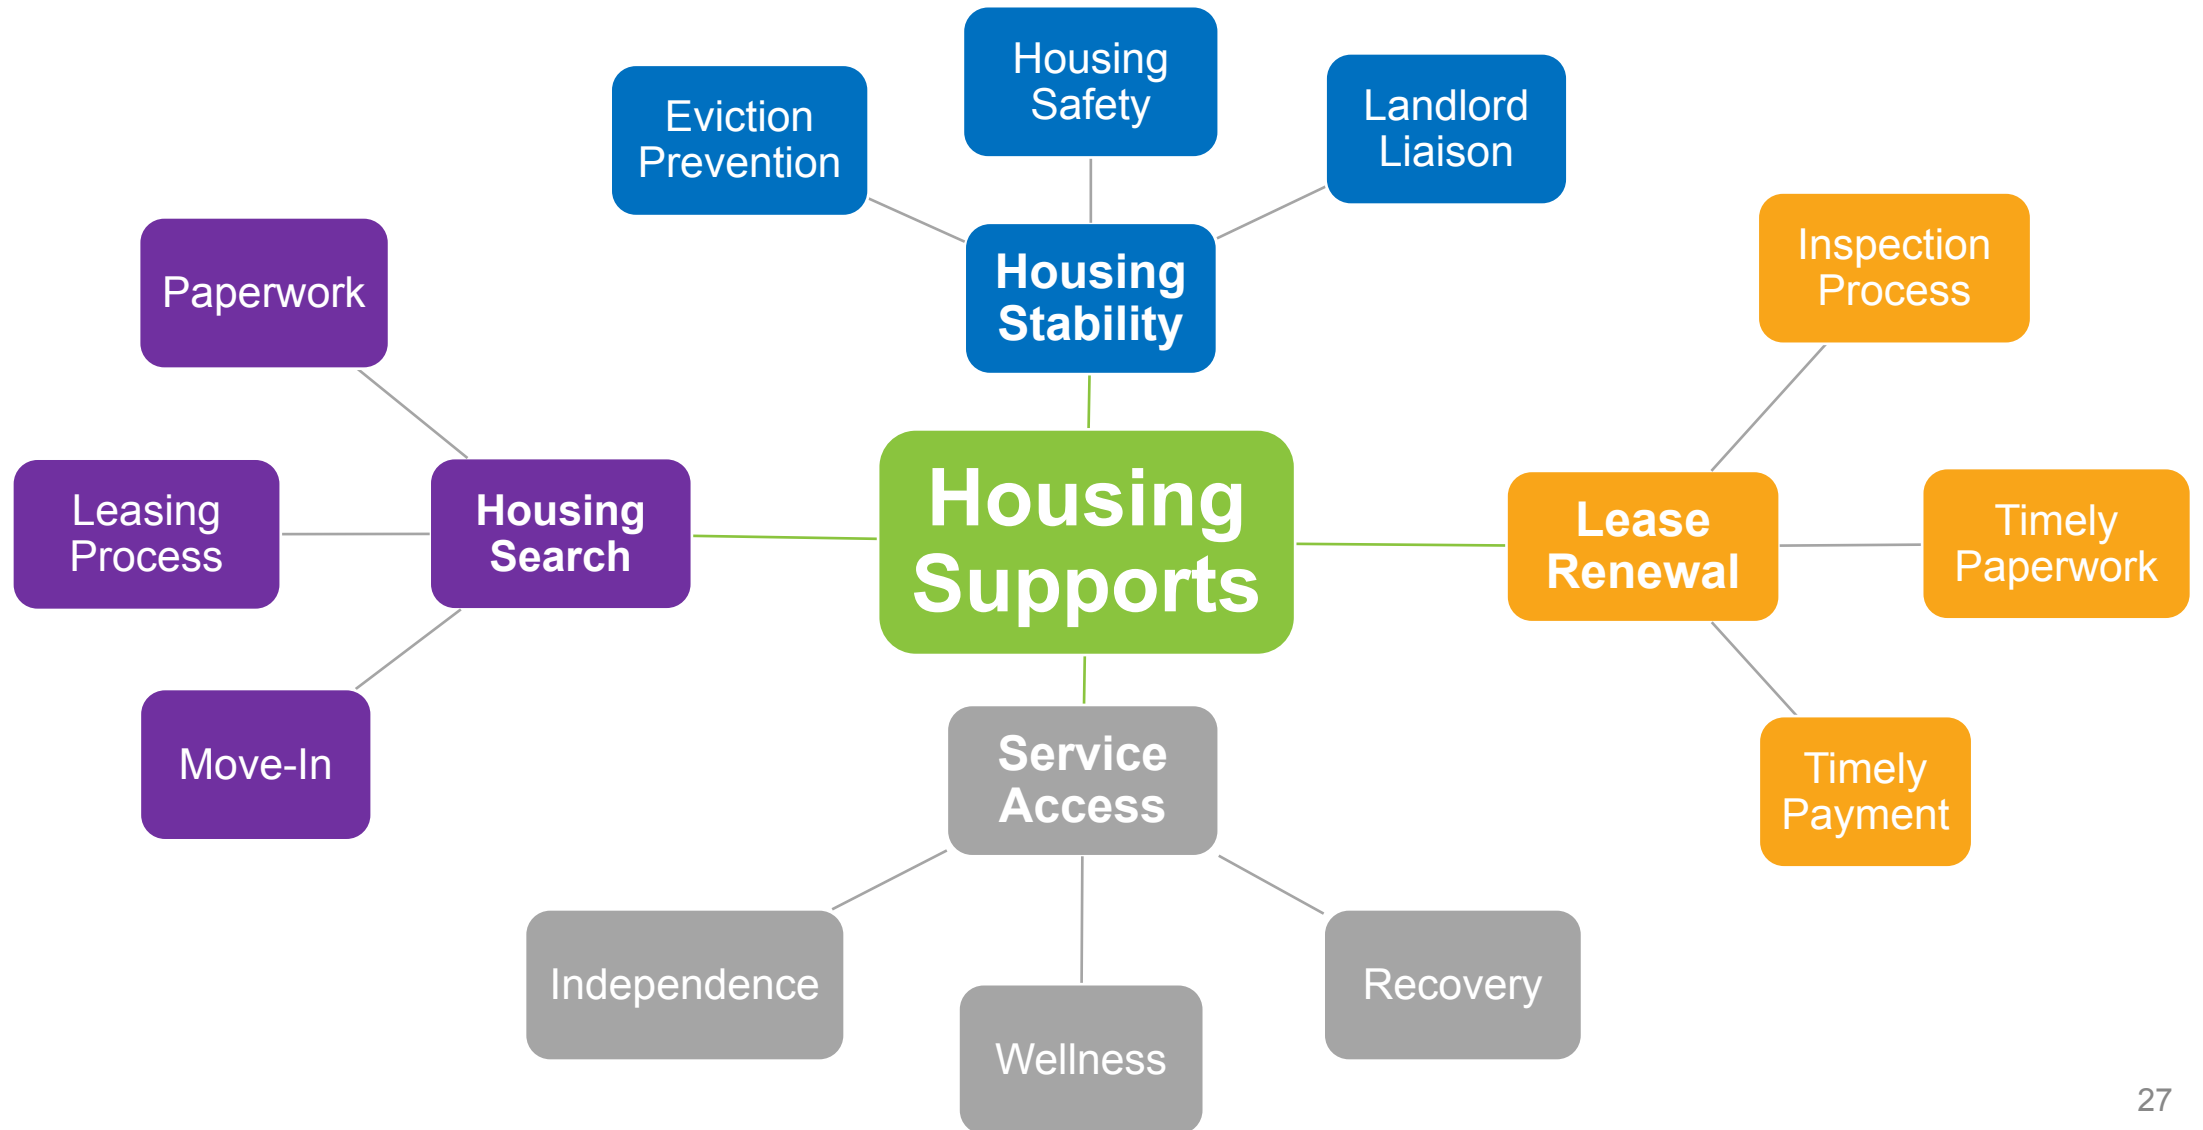 Housing
Safety
Eviction
Prevention
Landlord
Liaison
Housing
Stability
Paperwork
Inspection
Process
Housing
Supports
Leasing
Process
Housing
Search
Lease
Renewal
Timely
Paperwork
Move-In
Service
Access
Timely
Payment
Independence
Wellness
Recovery
27